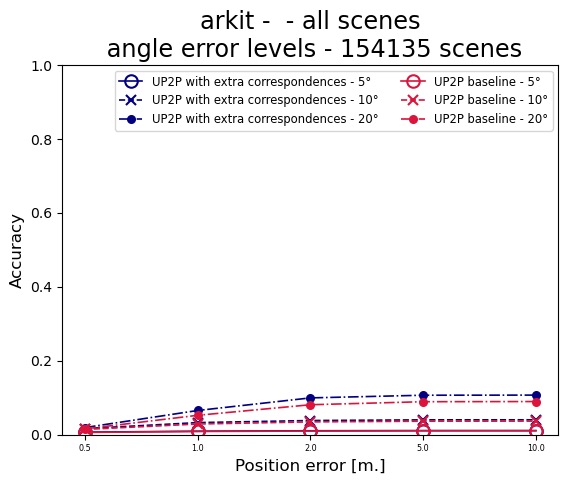 arkit -  - all scenes
angle error levels - 154135 scenes
UP2P with extra correspondences - 5°
UP2P with extra correspondences - 10°
UP2P with extra correspondences - 20°
UP2P baseline - 5°
UP2P baseline - 10°
UP2P baseline - 20°
Accuracy
1.0
0.8
0.6
0.4
0.2
0.0
0.5 1.0 2.0 5.0 10.0
Position error [m.]